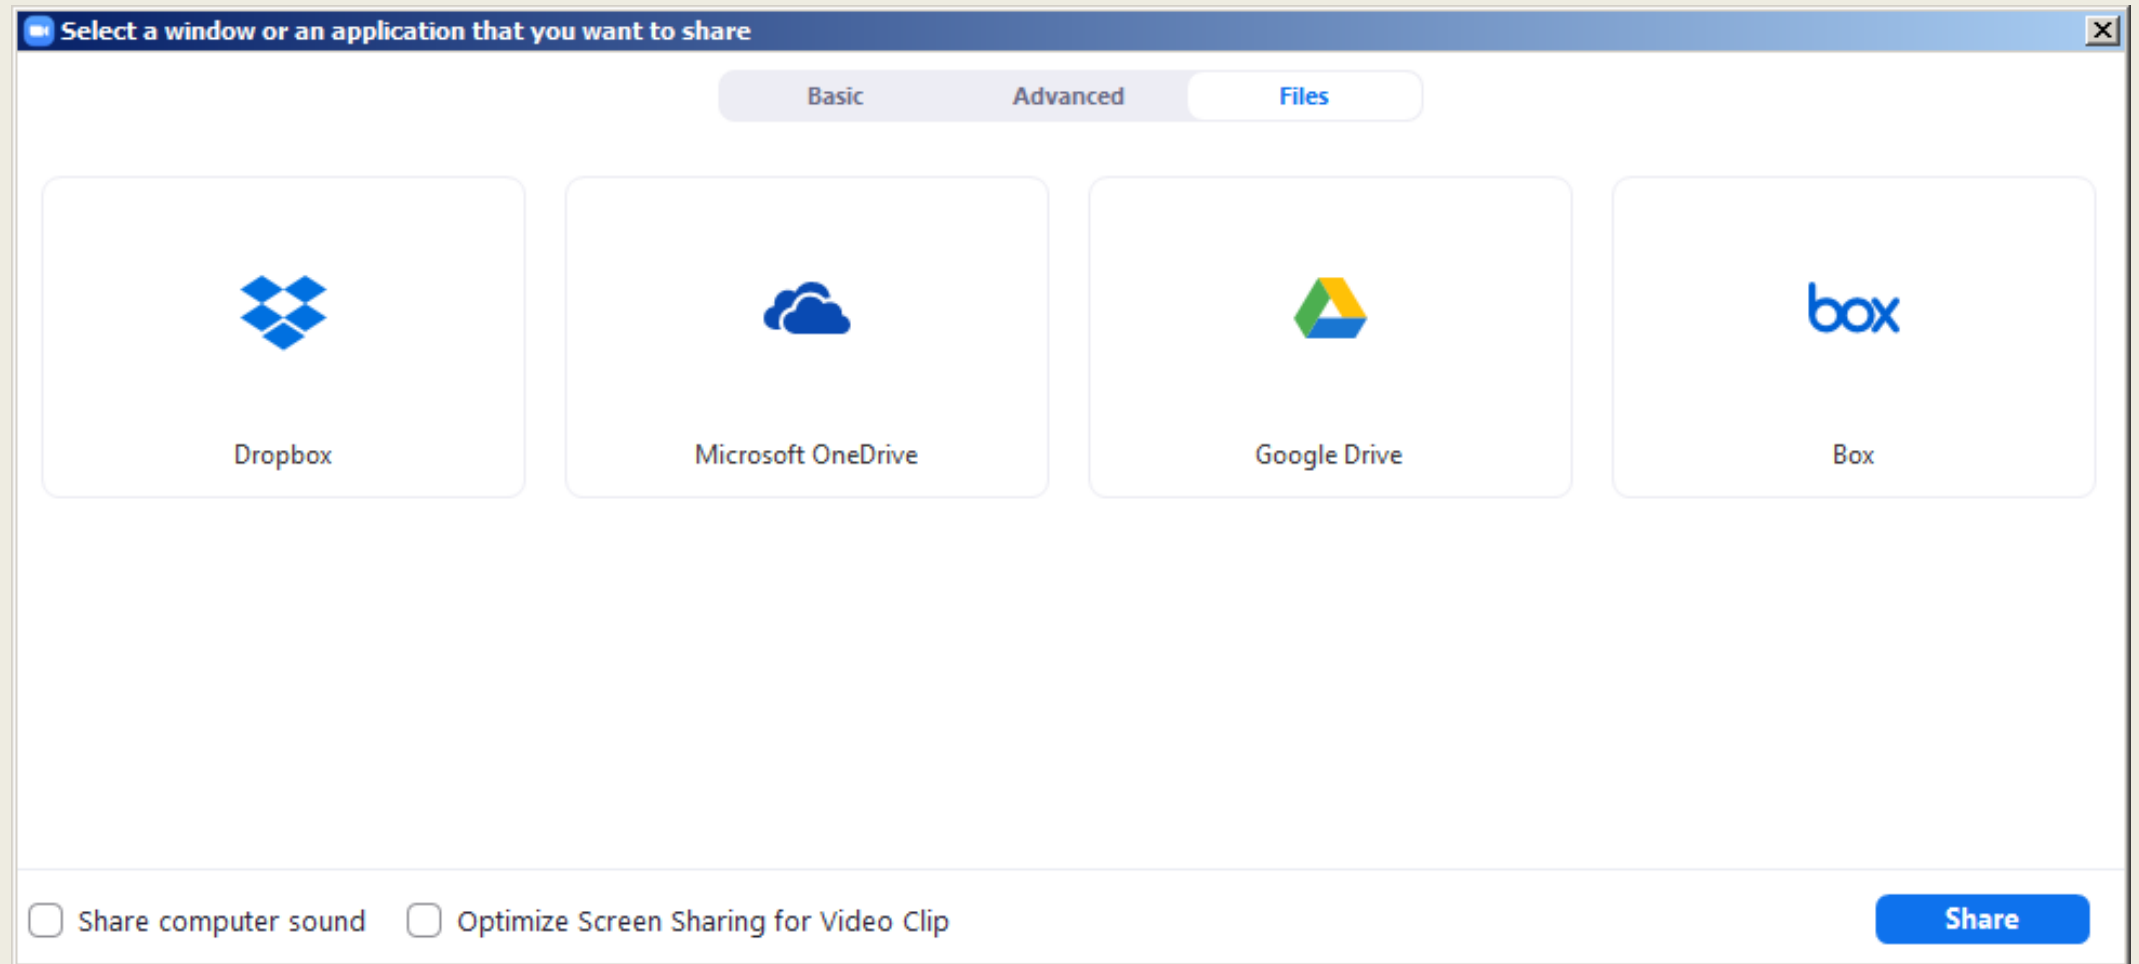 Select a window or an application that you want to share
Basic Advanced Files
box
Dropbox Microsoft OneDrive Google Drive Box
Share computer sound Optimize Screen Sharing for Video Clip Share